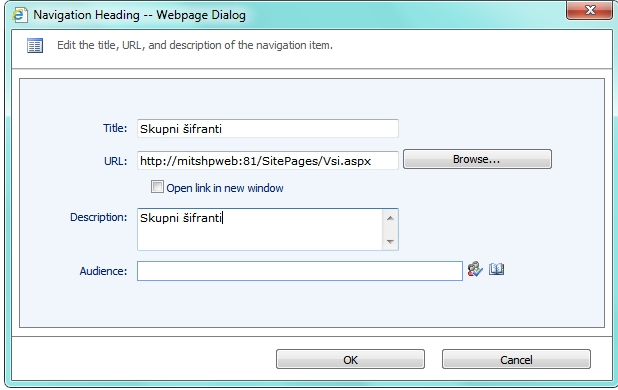 Navigation Heading -- Webpage Dialog
Edit the title, URL, and description of the navigation item.
Title: Skupni šifranti
URL: http://mitshpweb:81/SitePages/Vsi.aspx Browse...
Open link in new window
Description: Skupni šifranti
Audience:
OK Cancel